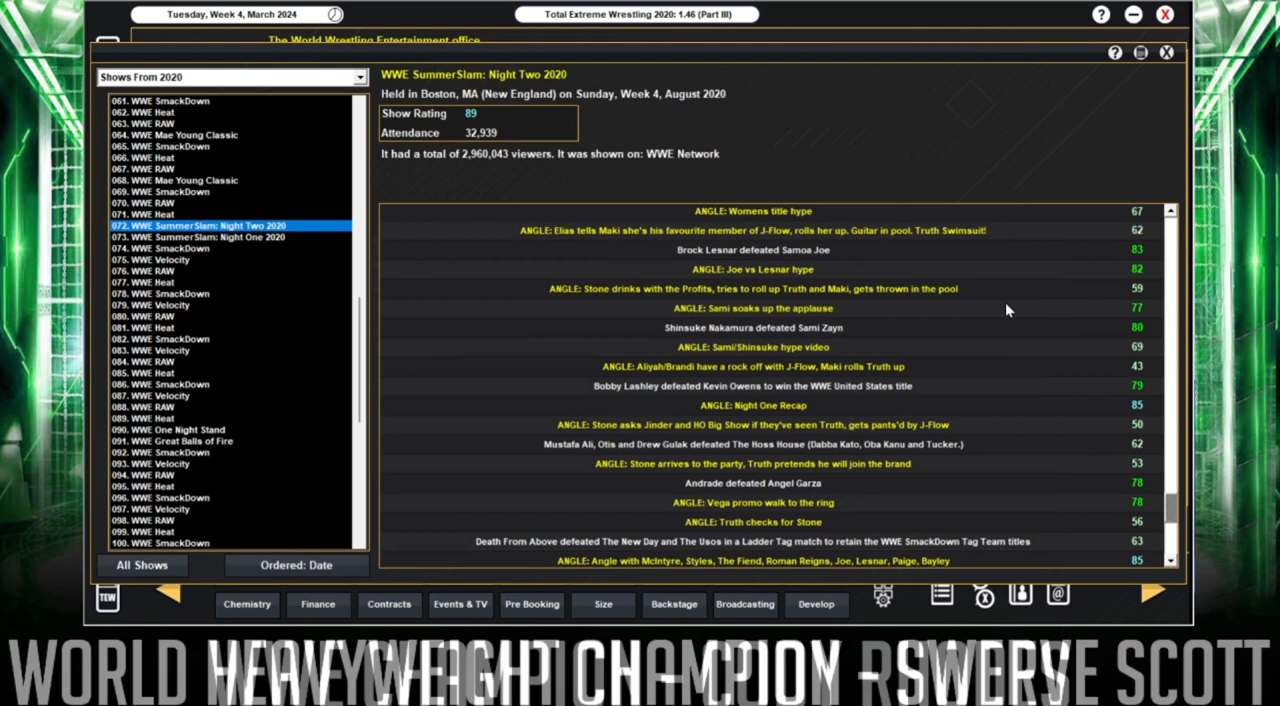 Tuesday, Week 4, March 2024
Total Extreme Wrestling 2020: 1.46 (Part III)
The World Wrestling Entertainment office
Shows From 2020
061. WWE SmackDown
062. WWE Heat
063. WWE RAW
064. WWE Mae Young Classic
065. WWE SmackDown
066. WWE Heat
067. WWE RAW
068. WWE Mae Young Classic
069. WWE SmackDown
070. WWE RAW
071. WWE Heat
072. WWE SummerSlam: Night Two 2020
073. WWE SummerSlam: Night One 2020
074. WWE SmackDown
075. WWE Velocity
076. WWE RAW
077. WWE Heat
078. WWE SmackDown
079. WWE Velocity
080. WWE RAW
081. WWE Heat
082. WWE SmackDown
083. WWE Velocity
084. WWE RAW
085. WWE Heat
086. WWE SmackDown
087. WWE Velocity
088. WWE RAW
089. WWE Heat
090. WWE One Night Stand
091. WWE Great Balls of Fire
092. WWE SmackDown
093. WWE Velocity
094. WWE RAW
095. WWE Heat
096. WWE SmackDown
097. WWE Velocity
098. WWE RAW
099. WWE Heat
100. WWE SmackDown
All Shows
Ordered: Date
WWE SummerSlam: Night Two 2020
Held in Boston, MA (New England) on Sunday, Week 4, August 2020
Show Rating 89
Attendance 32,939
It had a total of 2,960,043 viewers. It was shown on: WWE Network
ANGLE: Womens title hype 67
ANGLE: Elias tells Maki she's his favourite member of J-Flow, rolls her up. Guitar in pool. Truth Swimsuit! 62
Brock Lesnar defeated Samoa Joe 83
ANGLE: Joe vs Lesnar hype 82
ANGLE: Stone drinks with the Profits, tries to roll up Truth and Maki, gets thrown in the pool 59
ANGLE: Sami soaks up the applause 77
Shinsuke Nakamura defeated Sami Zayn 80
ANGLE: Sami/Shinsuke hype video 69
ANGLE: Aliyah/Brandi have a rock off with J-Flow, Maki rolls Truth up 43
Bobby Lashley defeated Kevin Owens to win the WWE United States title 79
ANGLE: Night One Recap 85
ANGLE: Stone asks Jinder and HO Big Show if they've seen Truth, gets pants'd by J-Flow 50
Mustafa Ali, Otis and Drew Gulak defeated The Hoss House (Dabba Kato, Oba Kanu and Tucker.) 62
ANGLE: Stone arrives to the party, Truth pretends he will join the brand 53
Andrade defeated Angel Garza 78
ANGLE: Vega promo walk to the ring 78
ANGLE: Truth checks for Stone 56
Death From Above defeated The New Day and The Usos in a Ladder Tag match to retain the WWE SmackDown Tag Team titles 63
ANGLE: Angle with McIntyre, Styles, The Fiend, Roman Reigns, Joe, Lesnar, Paige, Bayley 85
TEW
Chemistry
Finance
Contracts
Events & TV
Pre Booking
Size
Backstage
Broadcasting
Develop
WORLD HEAVYWEIGHT CHAMPION - SWERVE SCOTT